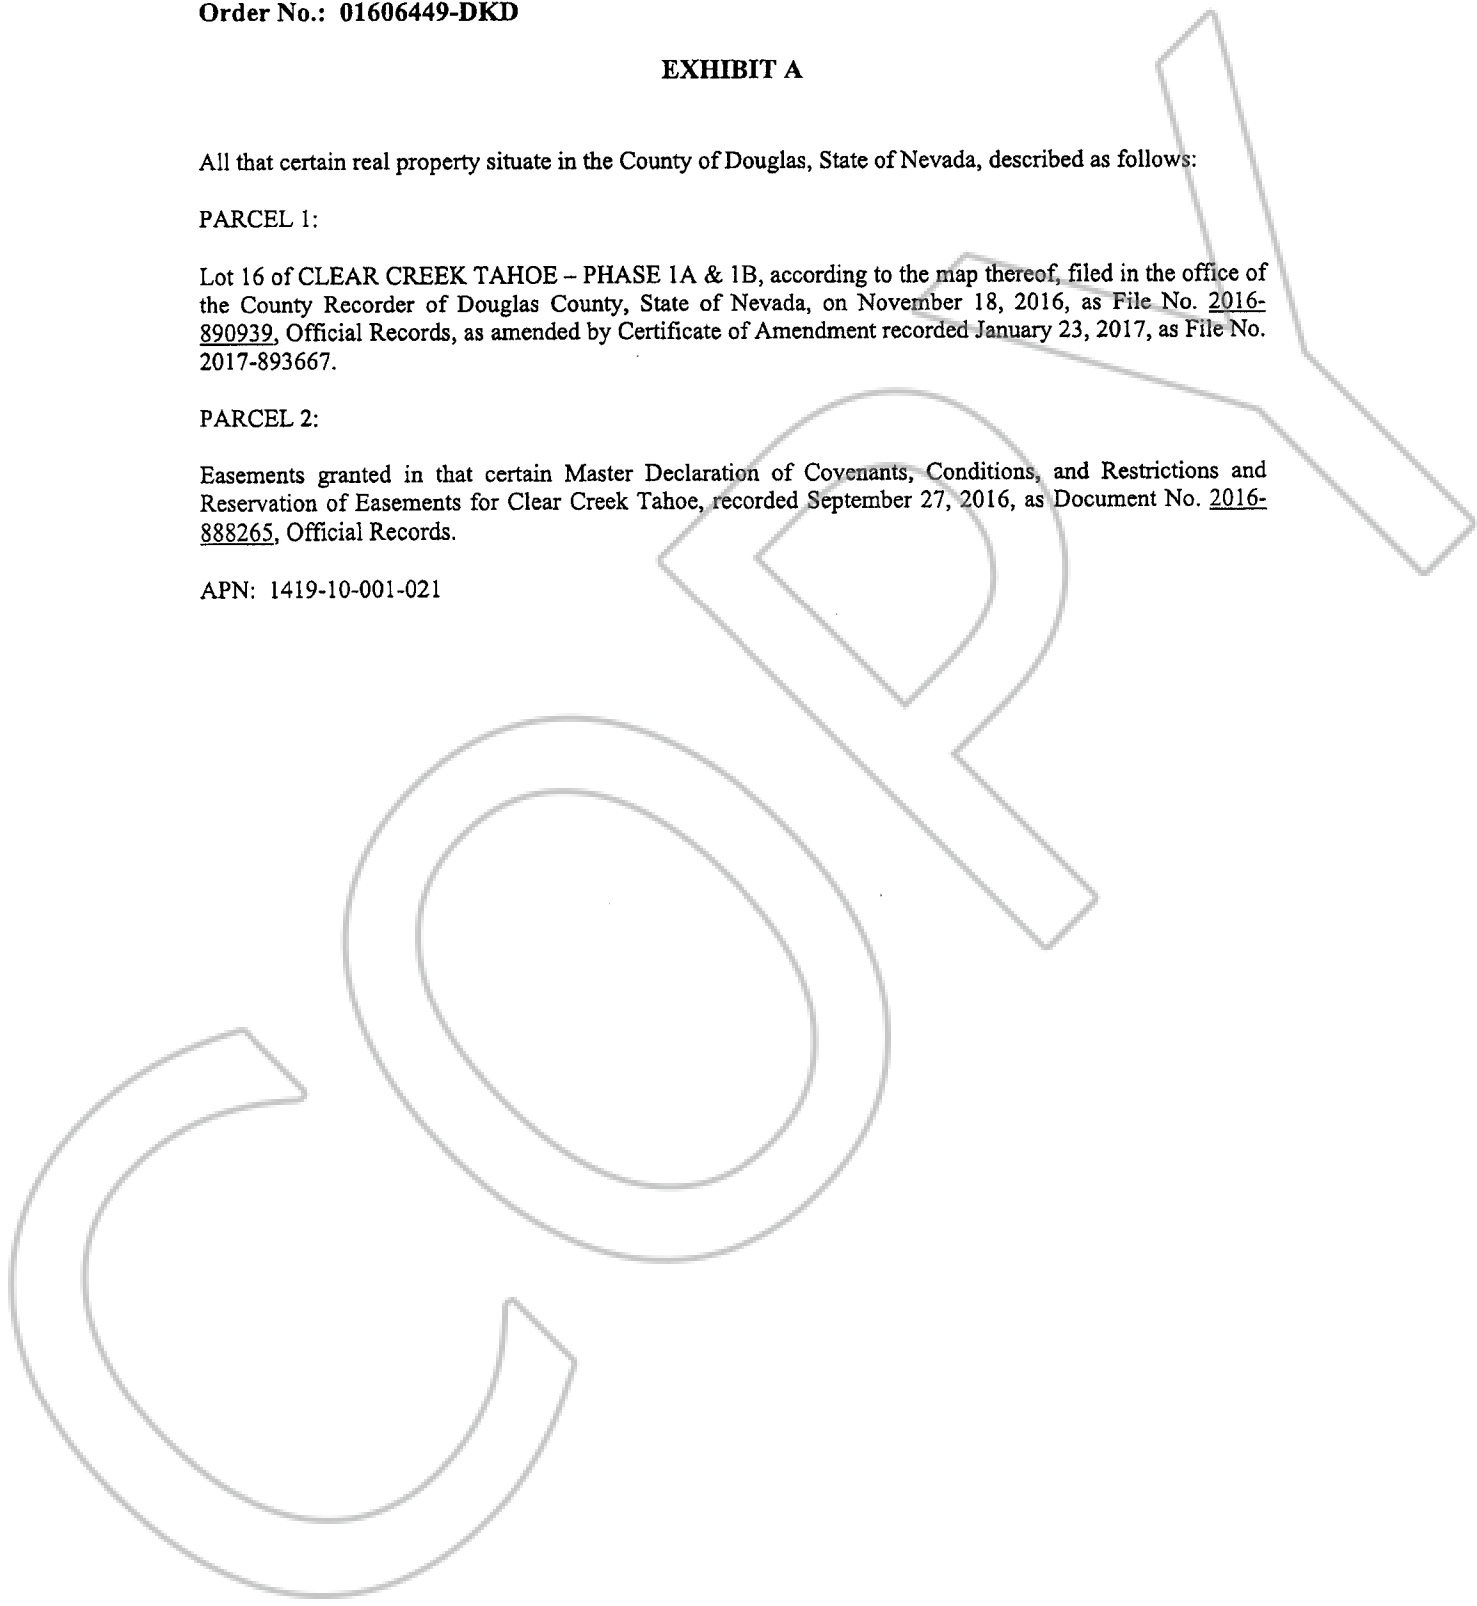 Order No.: 01606449-DKD
EXHIBIT A
All that certain real property situate in the County of Douglas, State of Nevada, described as follows:
PARCEL 1:
Lot 16 of CLEAR CREEK TAHOE – PHASE 1A & 1B, according to the map thereof, filed in the office of
the County Recorder of Douglas County, State of Nevada, on November 18, 2016, as File No. 2016-
890939, Official Records, as amended by Certificate of Amendment recorded January 23, 2017, as File No.
2017-893667.
PARCEL 2:
Easements granted in that certain Master Declaration of Covenants, Conditions, and Restrictions and
Reservation of Easements for Clear Creek Tahoe, recorded September 27, 2016, as Document No. 2016-
888265, Official Records.
APN: 1419-10-001-021
COPY